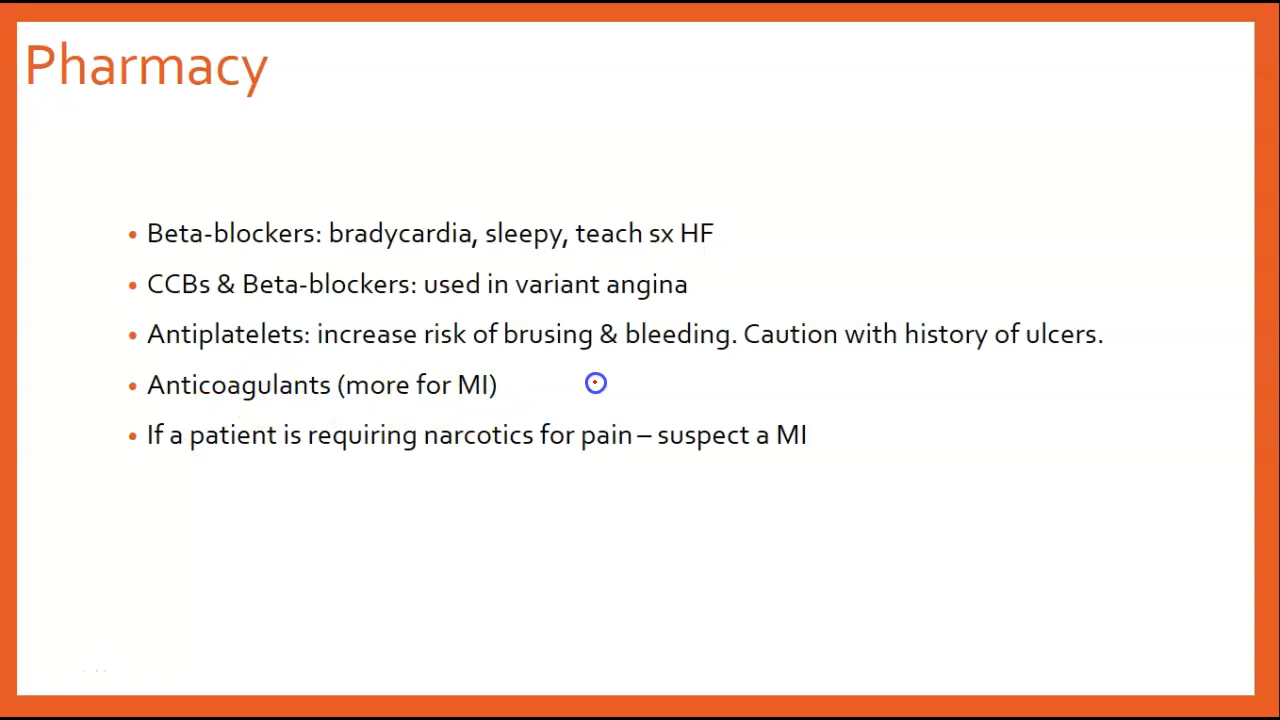 Pharmacy
• Beta-blockers: bradycardia, sleepy, teach sx HF
• CCBs & Beta-blockers: used in variant angina
• Antiplatelets: increase risk of brusing & bleeding. Caution with history of ulcers.
• Anticoagulants (more for MI)
• If a patient is requiring narcotics for pain – suspect a MI